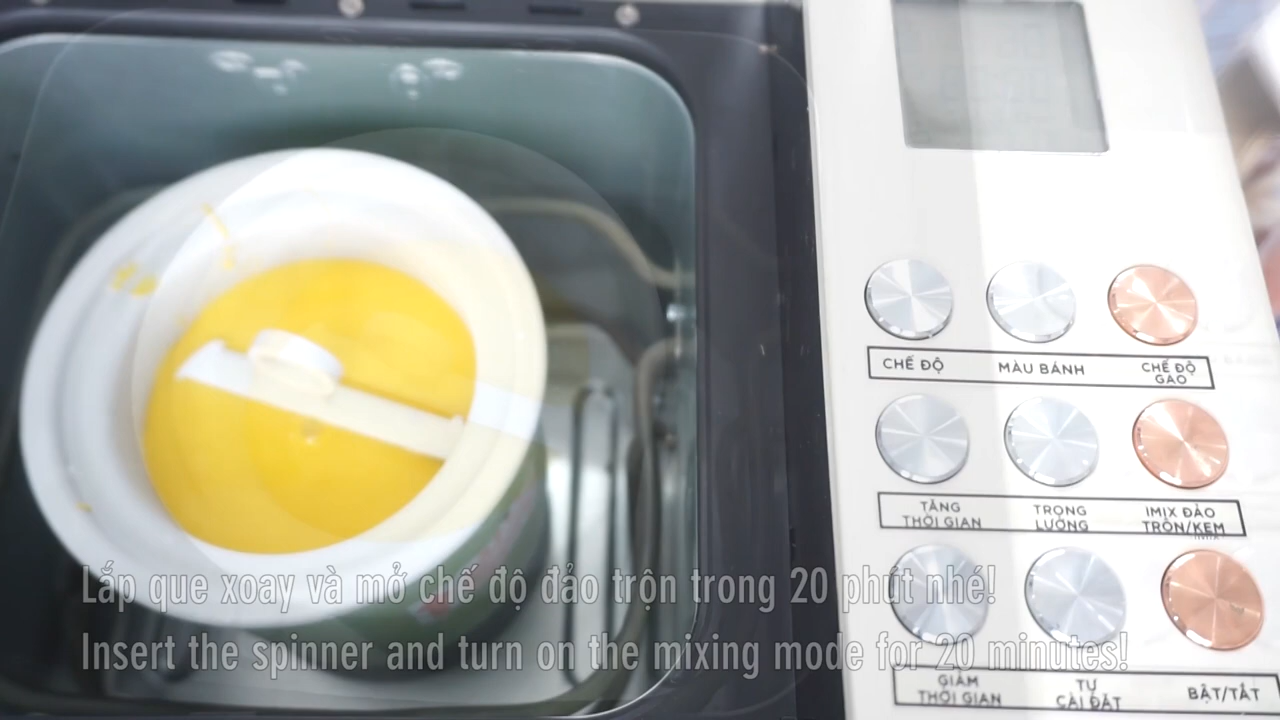 CHẾ ĐỘ
MÀU BÁNH
CHẾ ĐỘ
GẠO
TĂNG
THỜI GIAN
TRỌNG
LƯỢNG
IMIX ĐẢO
TRỘN/KEM
Lắp que xoay và mở chế độ đảo trộn trong 20 phút nhé!
Insert the spinner and turn on the mixing mode for 20 minutes!
GIẢM
THỜI GIAN
TỰ
CÀI ĐẶT
BẬT/TẮT